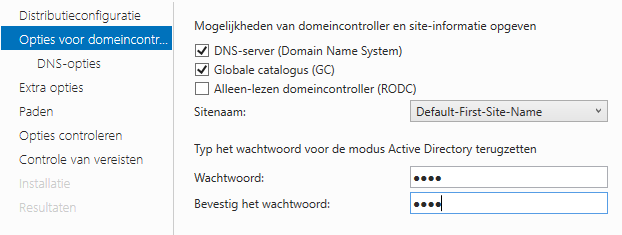 Distributieconfiguratie
Opties voor domeincontr...
DNS-opties
Extra opties
Paden
Opties controleren
Controle van vereisten
Installatie
Resultaten
Mogelijkheden van domeincontroller en site-informatie opgeven
DNS-server (Domain Name System)
Globale catalogus (GC)
Alleen-lezen domeincontroller (RODC)
Sitenaam: Default-First-Site-Name
Typ het wachtwoord voor de modus Active Directory terugzetten
Wachtwoord: ●●●●
Bevestig het wachtwoord: ●●●●